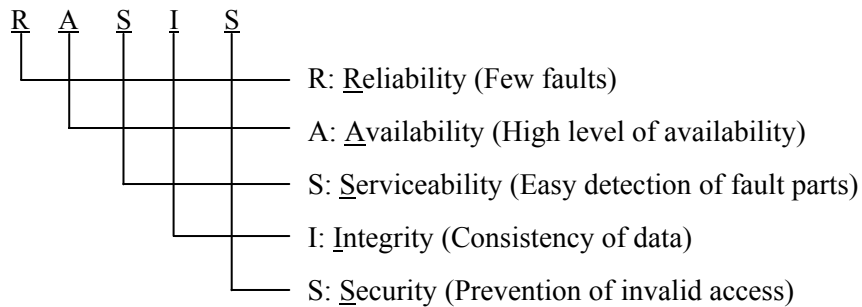 R A S I S
R: Reliability (Few faults)
A: Availability (High level of availability)
S: Serviceability (Easy detection of fault parts)
I: Integrity (Consistency of data)
S: Security (Prevention of invalid access)